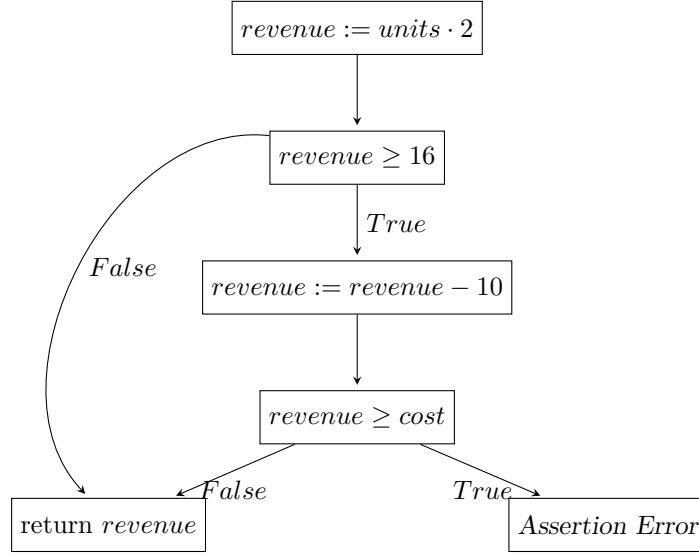 revenue := units · 2
revenue ≥ 16
True
False
revenue := revenue − 10
revenue ≥ cost
False
True
return revenue
Assertion Error